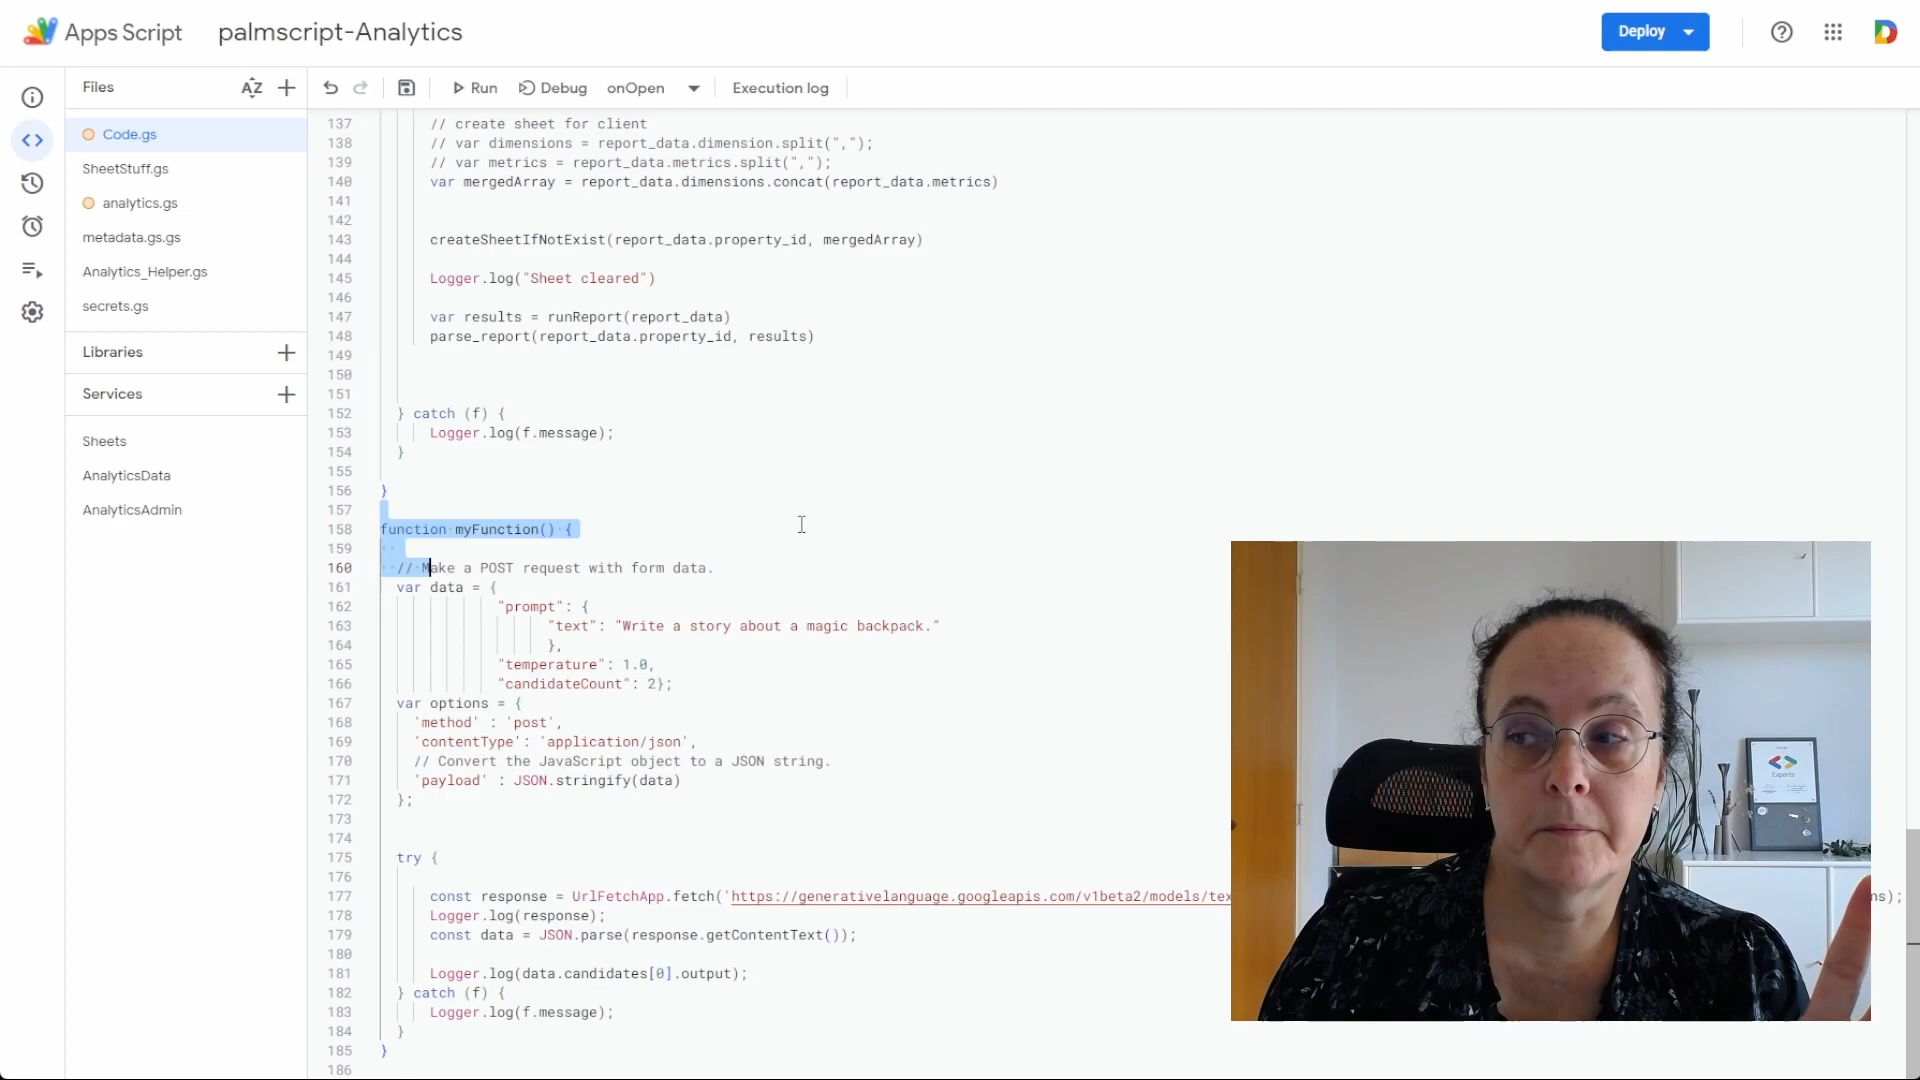 Apps Script
palmscript-Analytics
Deploy
Files
AZ
Run
Debug
onOpen
Execution log
Code.gs
SheetStuff.gs
analytics.gs
metadata.gs.gs
Analytics_Helper.gs
secrets.gs
Libraries
Services
Sheets
AnalyticsData
AnalyticsAdmin
137 // create sheet for client
138 // var dimensions = report_data.dimension.split(",");
139 // var metrics = report_data.metrics.split(",");
140 var mergedArray = report_data.dimensions.concat(report_data.metrics)
141
142
143 createSheetIfNotExist(report_data.property_id, mergedArray)
144
145 Logger.log("Sheet cleared")
146
147 var results = runReport(report_data)
148 parse_report(report_data.property_id, results)
149
150
151
152 } catch (f) {
153 Logger.log(f.message);
154 }
155
156 }
157
158 function myFunction() {
159
160 // Make a POST request with form data.
161 var data = {
162 "prompt": {
163 "text": "Write a story about a magic backpack."
164 },
165 "temperature": 1.0,
166 "candidateCount": 2};
167 var options = {
168 'method' : 'post',
169 'contentType': 'application/json',
170 // Convert the JavaScript object to a JSON string.
171 'payload' : JSON.stringify(data)
172 };
173
174
175 try {
176
177 const response = UrlFetchApp.fetch('https://generativelanguage.googleapis.com/v1beta2/models/tex ns);
178 Logger.log(response);
179 const data = JSON.parse(response.getContentText());
180
181 Logger.log(data.candidates[0].output);
182 } catch (f) {
183 Logger.log(f.message);
184 }
185 }
186
Experts